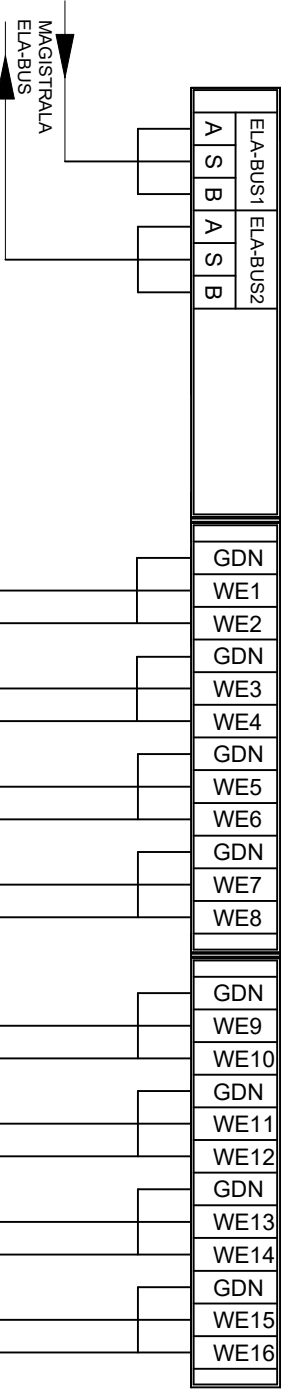 MAGISTRALA
ELA-BUS
ELA-BUS1
A
S
B
ELA-BUS2
A
S
B
GDN
WE1
WE2
GDN
WE3
WE4
GDN
WE5
WE6
GDN
WE7
WE8
GDN
WE9
WE10
GDN
WE11
WE12
GDN
WE13
WE14
GDN
WE15
WE16